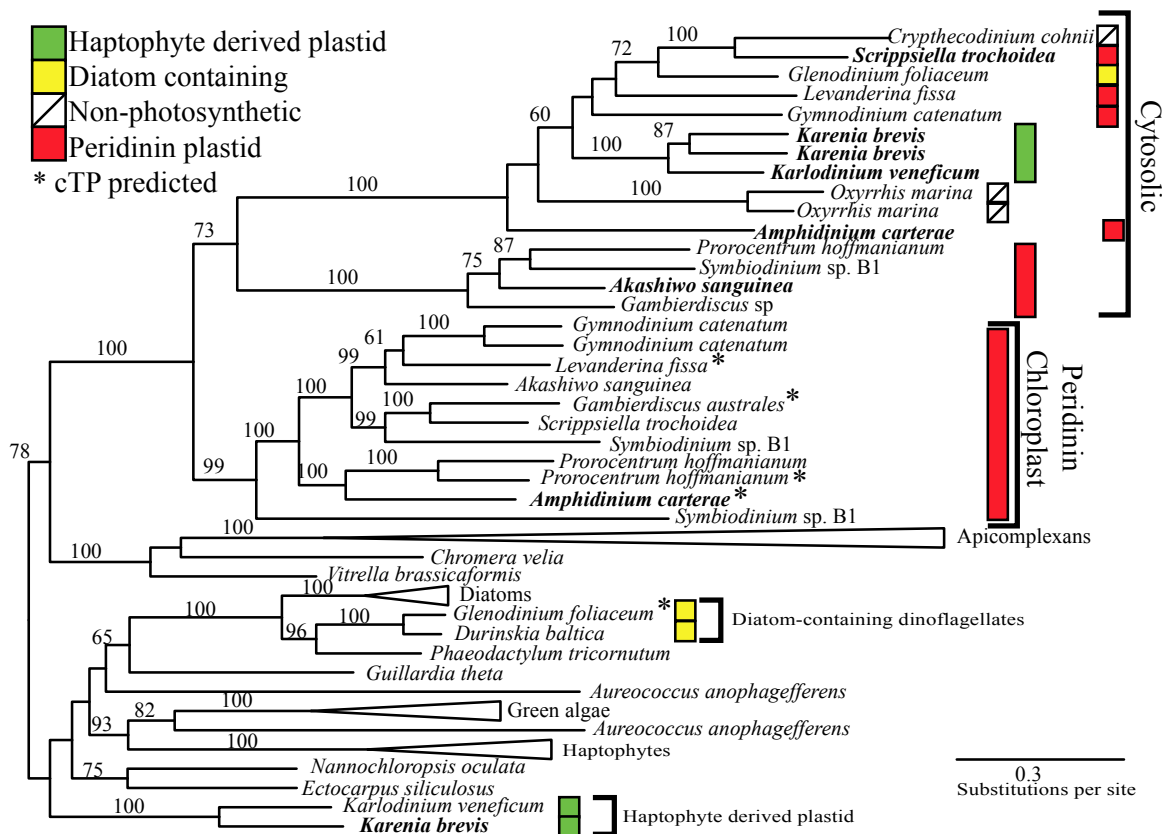 Haptophyte derived plastid
Diatom containing
Non-photosynthetic
Peridinin plastid
* cTP predicted
100
Crypthecodinium cohnii
72
Scrippsiella trochoidea
Glenodinium foliaceum
Levanderina fissa
60
Gymnodinium catenatum
87
Karenia brevis
100
Karenia brevis
Karlodinium veneficum
100
100
Oxyrrhis marina
Oxyrrhis marina
Amphidinium carterae
Cytosolic
73
87
Prorocentrum hoffmanianum
75
Symbiodinium sp. B1
100
Akashiwo sanguinea
Gambierdiscus sp
100
100
Gymnodinium catenatum
61
Gymnodinium catenatum
99
Levanderina fissa *
100
Akashiwo sanguinea
100
Gambierdiscus australes *
99
Scrippsiella trochoidea
100
Symbiodinium sp. B1
78
99
100
100
Prorocentrum hoffmanianum
Prorocentrum hoffmanianum *
Amphidinium carterae *
Symbiodinium sp. B1
Peridinin
Chloroplast
100
Apicomplexans
100
Chromera velia
Vitrella brassicaformis
100
Diatoms
100
100
Glenodinium foliaceum *
Diatom-containing dinoflagellates
65
96
Durinskia baltica
Phaeodactylum tricornutum
Guillardia theta
Aureococcus anophagefferens
93
82
100
Green algae
Aureococcus anophagefferens
100
Haptophytes
75
Nannochloropsis oculata
Ectocarpus siliculosus
0.3
Substitutions per site
100
Karlodinium veneficum
Karenia brevis
Haptophyte derived plastid